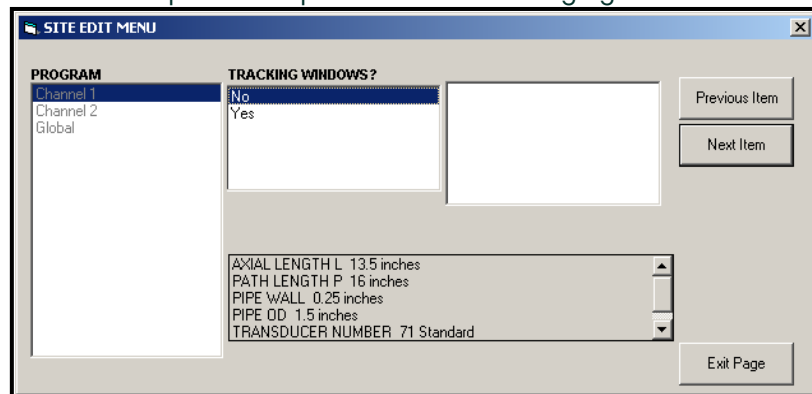 SITE EDIT MENU
PROGRAM
Channel 1
Channel 2
Global
TRACKING WINDOWS?
No
Yes
Previous Item
Next Item
AXIAL LENGTH L 13.5 inches
PATH LENGTH P 16 inches
PIPE WALL 0.25 inches
PIPE OD 1.5 inches
TRANSDUCER NUMBER 71 Standard
Exit Page